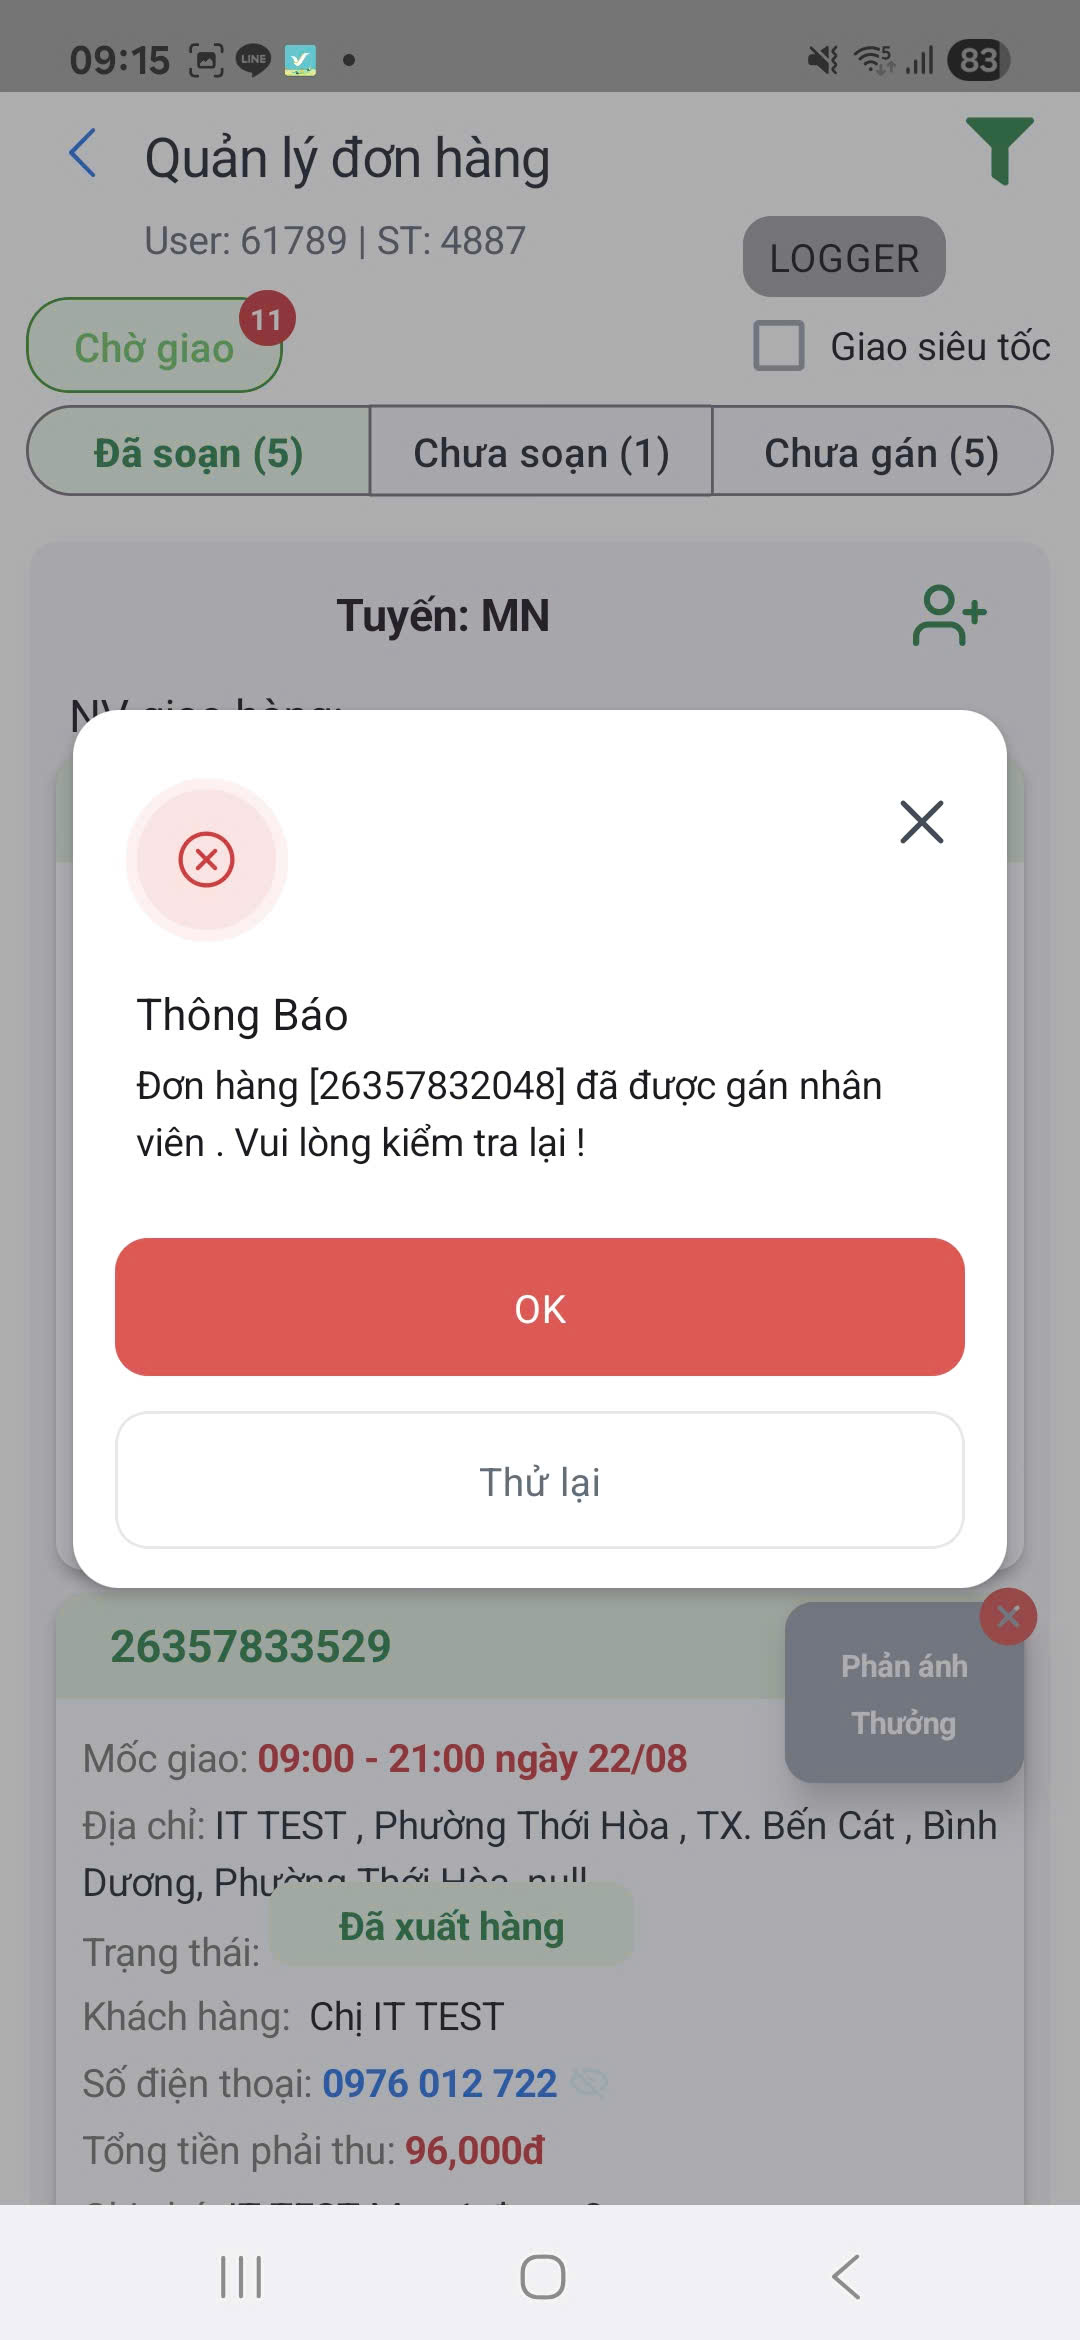 09:15
LINE
5
83
Quản lý đơn hàng
User: 61789 | ST: 4887
LOGGER
Chờ giao
11
Giao siêu tốc
Đã soạn (5)
Chưa soạn (1)
Chưa gán (5)
Tuyến: MN
NV giao hàng:
Thông Báo
Đơn hàng [26357832048] đã được gán nhân
viên . Vui lòng kiểm tra lại !
OK
Thử lại
26357833529
Phản ánh
Thưởng
Mốc giao: 09:00 - 21:00 ngày 22/08
Địa chỉ: IT TEST , Phường Thới Hòa , TX. Bến Cát , Bình
Dương, Phường Thới Hòa, null
Trạng thái: Đã xuất hàng
Khách hàng: Chị IT TEST
Số điện thoại: 0976 012 722
Tổng tiền phải thu: 96,000đ